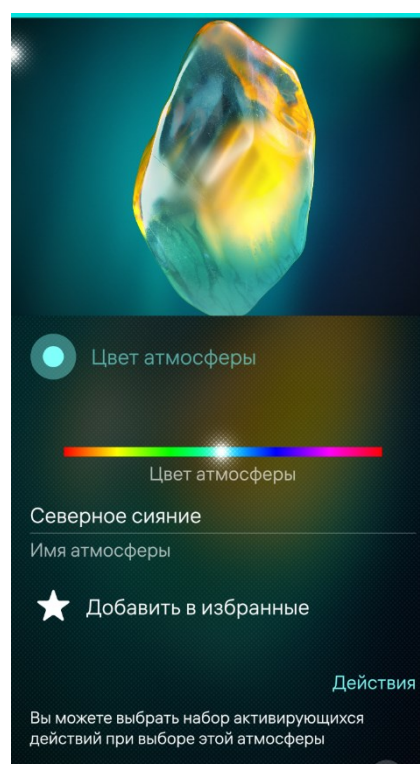 Цвет атмосферы
Цвет атмосферы
Северное сияние
Имя атмосферы
Добавить в избранные
Действия
Вы можете выбрать набор активирующихся
действий при выборе этой атмосферы